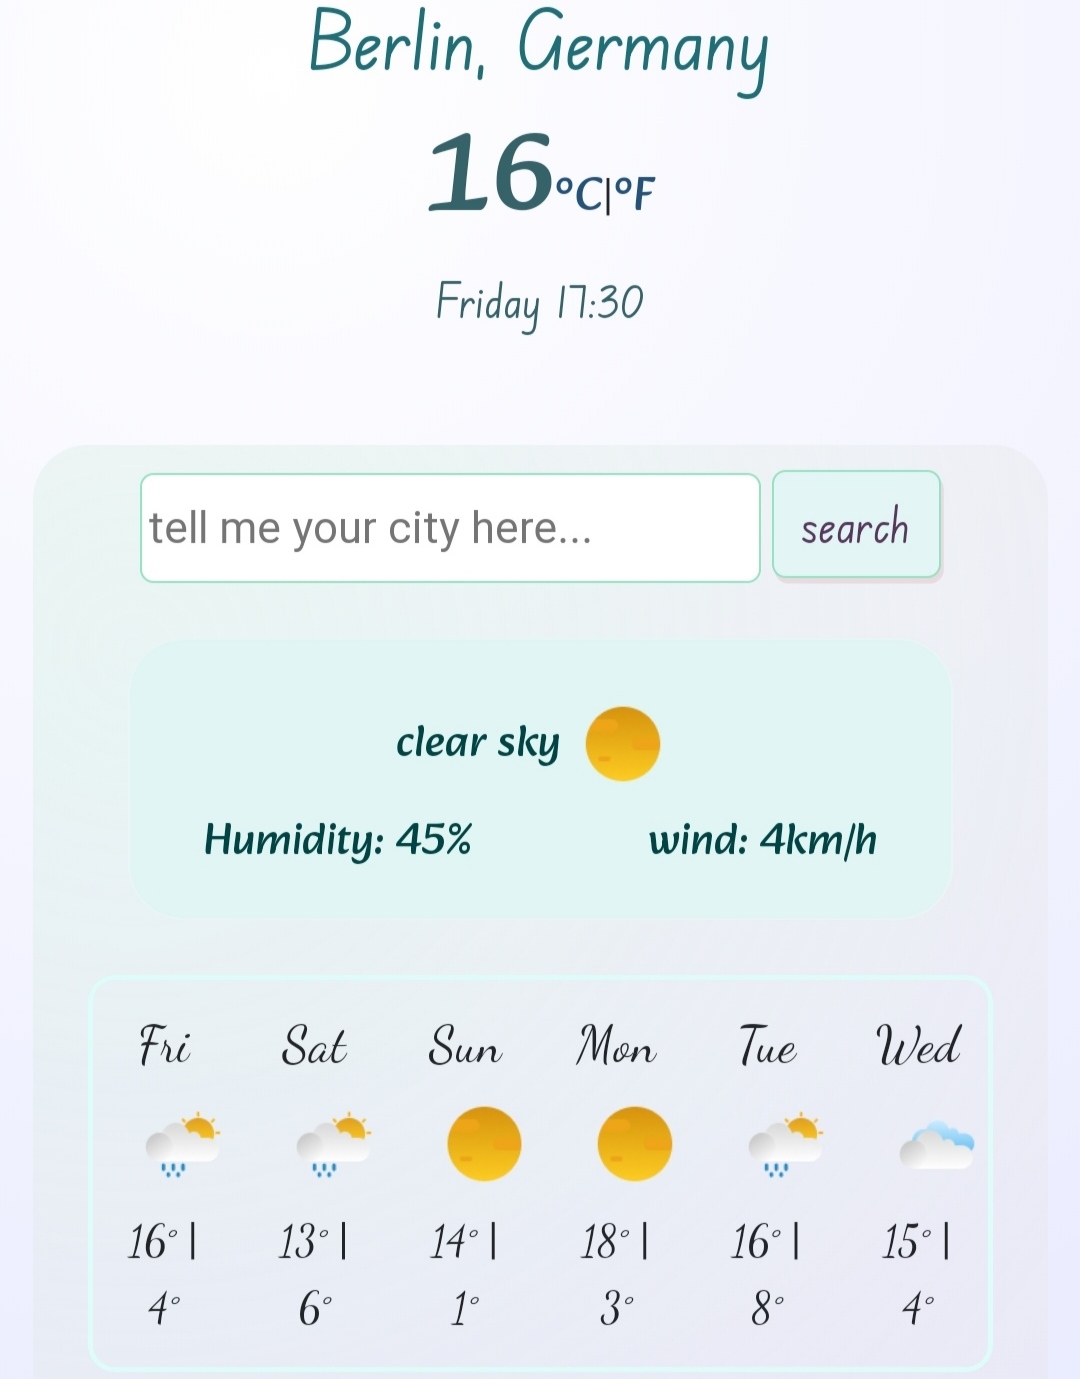 Berlin, Germany
16°C|°F
Friday 17:30
tell me your city here... search
clear sky
Humidity: 45% wind: 4km/h
Fri Sat Sun Mon Tue Wed
16° | 13° | 14° | 18° | 16° | 15° |
4° 6° 1° 3° 8° 4°